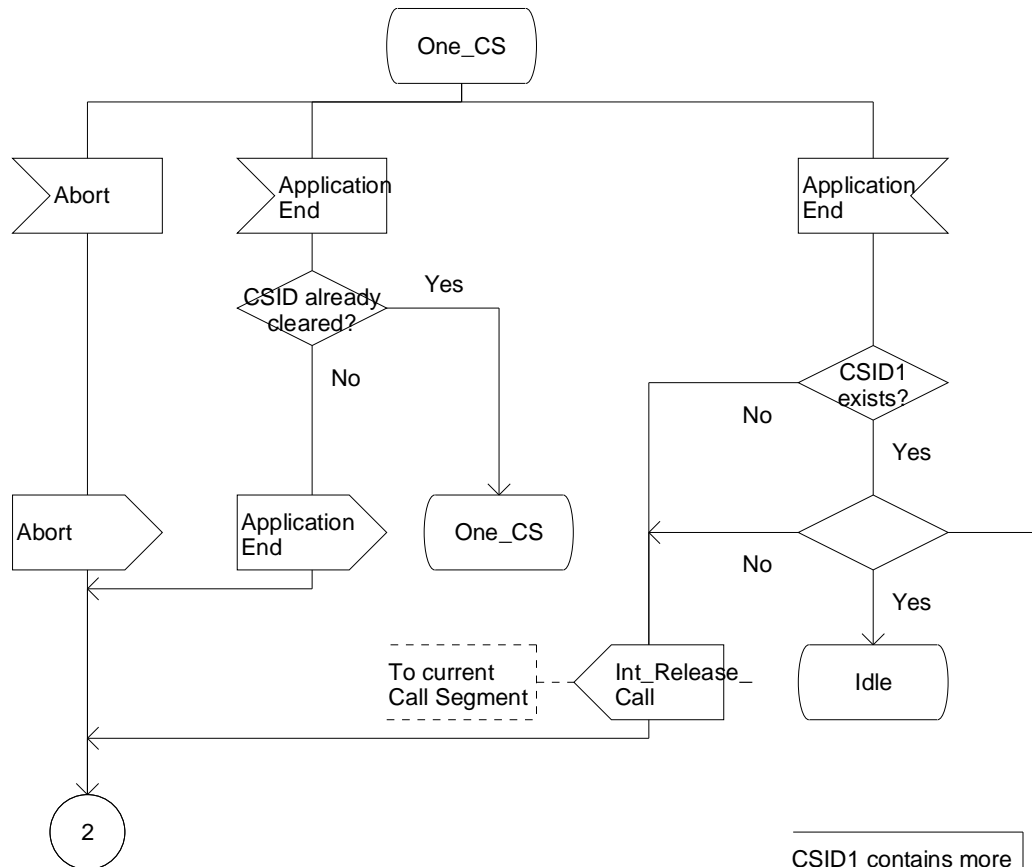 One_CS
Abort
Application
End
Application
End
CSID already
cleared?
Yes
No
CSID1
exists?
No
Yes
Abort
Application
End
One_CS
No
Yes
To current
Call Segment
Int_Release_
Call
Idle
2
CSID1 contains more